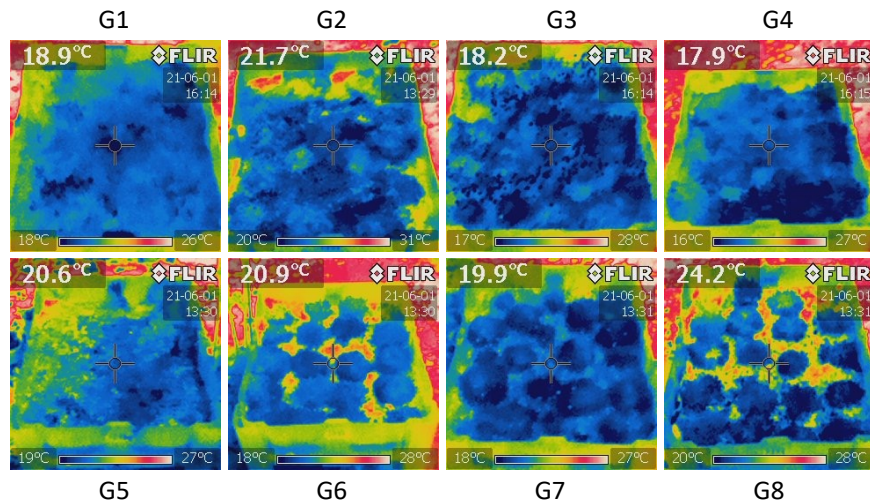 G1 G2 G3 G4
18.9°C FLIR 21.7°C FLIR 18.2°C FLIR 17.9°C FLIR
21-06-01 21-06-01 21-06-01 21-06-01
16:14 13:29 16:14 16:15
18°C 26°C 20°C 31°C 17°C 28°C 16°C 27°C
20.6°C FLIR 20.9°C FLIR 19.9°C FLIR 24.2°C FLIR
21-06-01 21-06-01 21-06-01 21-06-01
13:30 13:30 13:31 13:31
19°C 27°C 18°C 28°C 18°C 27°C 20°C 28°C
G5 G6 G7 G8